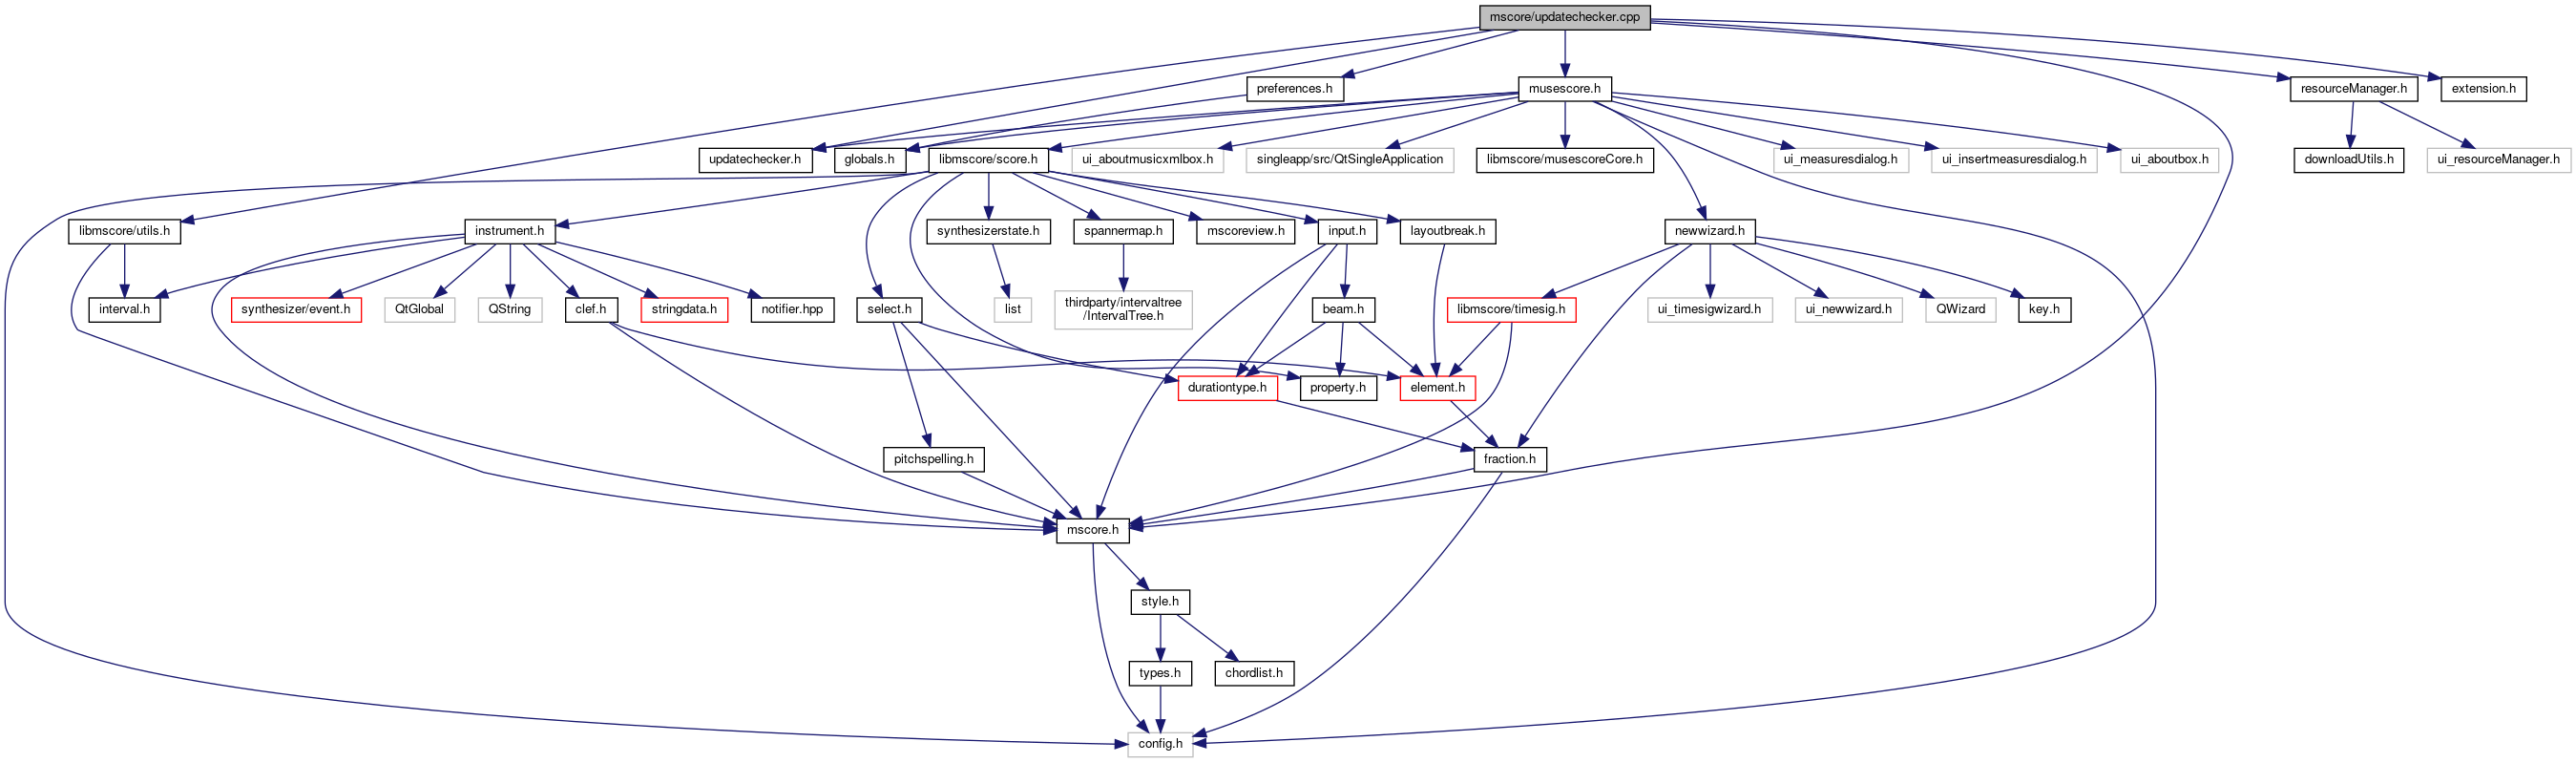 mscore/updatechecker.cpp
preferences.h
musescore.h
resourceManager.h
extension.h
updatechecker.h
globals.h
libmscore/score.h
ui_aboutmusicxmlbox.h
singleapp/src/QtSingleApplication
libmscore/musescoreCore.h
ui_measuresdialog.h
ui_insertmeasuresdialog.h
ui_aboutbox.h
downloadUtils.h
ui_resourceManager.h
libmscore/utils.h
instrument.h
synthesizerstate.h
spannermap.h
mscoreview.h
input.h
layoutbreak.h
newwizard.h
interval.h
synthesizer/event.h
QtGlobal
QString
clef.h
stringdata.h
notifier.hpp
select.h
list
thirdparty/intervaltree
/IntervalTree.h
beam.h
libmscore/timesig.h
ui_timesigwizard.h
ui_newwizard.h
QWizard
key.h
durationtype.h
property.h
element.h
pitchspelling.h
fraction.h
mscore.h
style.h
types.h
chordlist.h
config.h